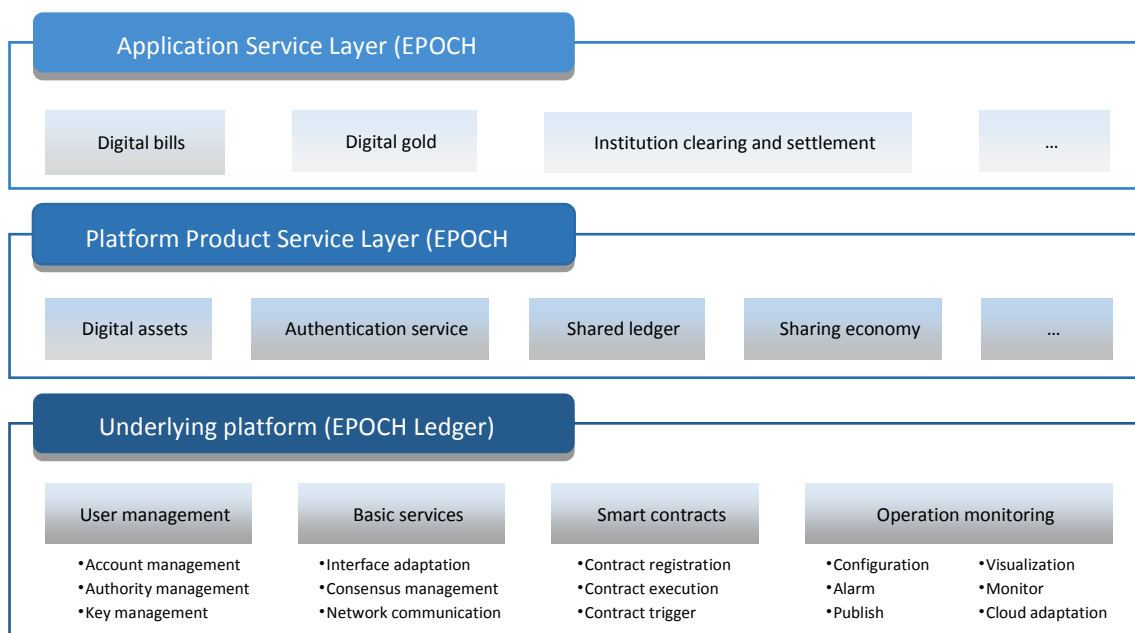 Application Service Layer (EPOCH
Digital bills
Digital gold
Institution clearing and settlement
...
Platform Product Service Layer (EPOCH
Digital assets
Authentication service
Shared ledger
Sharing economy
...
Underlying platform (EPOCH Ledger)
User management
Basic services
Smart contracts
Operation monitoring
•Account management
•Authority management
•Key management
•Interface adaptation
•Consensus management
•Network communication
•Contract registration
•Contract execution
•Contract trigger
•Configuration
•Alarm
•Publish
•Visualization
•Monitor
•Cloud adaptation